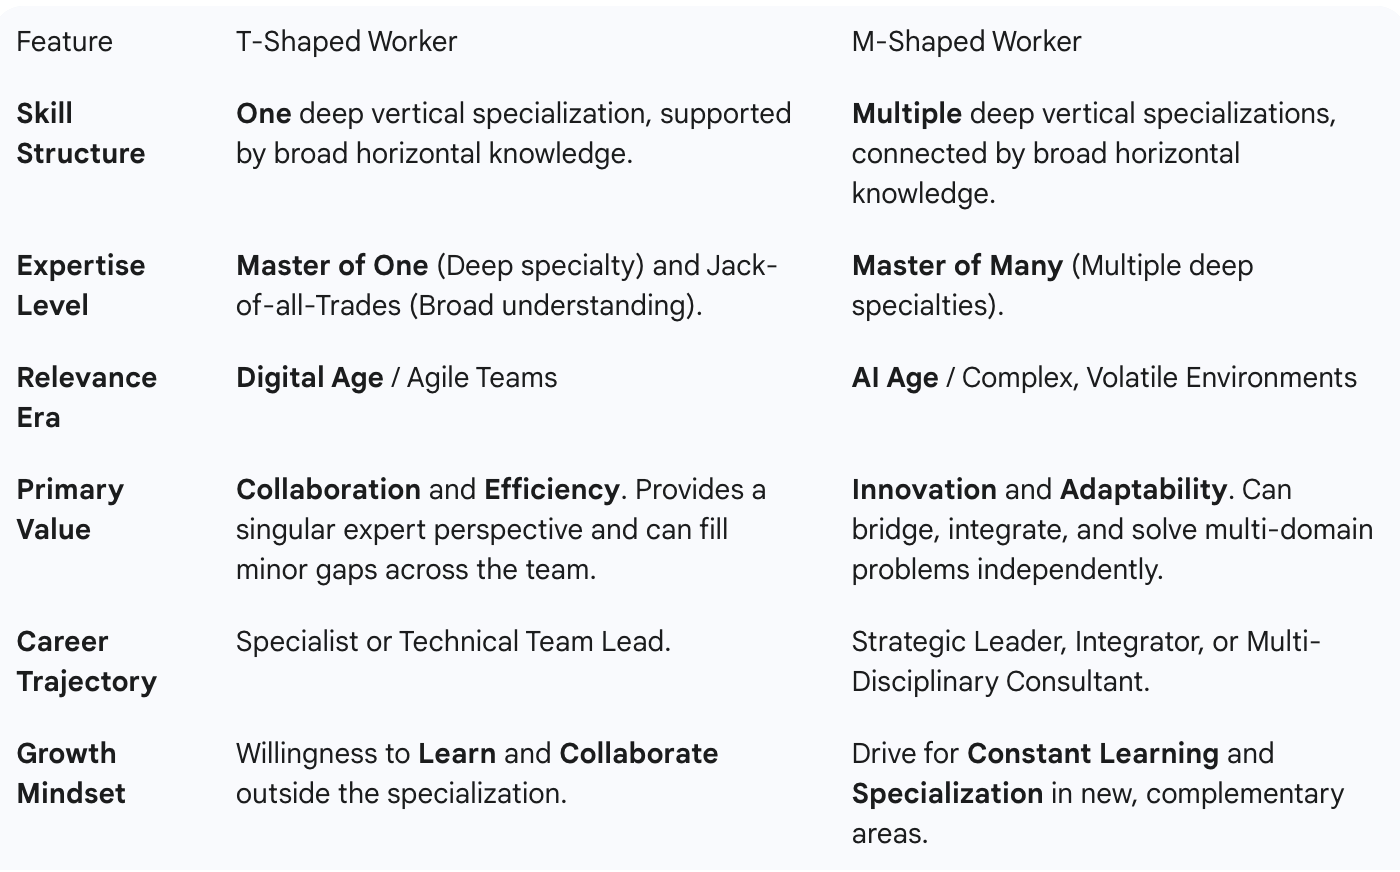 Feature T-Shaped Worker M-Shaped Worker
Skill Structure
One deep vertical specialization, supported
by broad horizontal knowledge.
Multiple deep vertical specializations,
connected by broad horizontal
knowledge.
Expertise
Level
Master of One (Deep specialty) and Jack-
of-all-Trades (Broad understanding).
Master of Many (Multiple deep
specialties).
Relevance
Era
Digital Age / Agile Teams
AI Age / Complex, Volatile Environments
Primary
Value
Collaboration and Efficiency. Provides a
singular expert perspective and can fill
minor gaps across the team.
Innovation and Adaptability. Can
bridge, integrate, and solve multi-domain
problems independently.
Career
Trajectory
Specialist or Technical Team Lead.
Strategic Leader, Integrator, or Multi-
Disciplinary Consultant.
Growth
Mindset
Willingness to Learn and Collaborate
outside the specialization.
Drive for Constant Learning and
Specialization in new, complementary
areas.